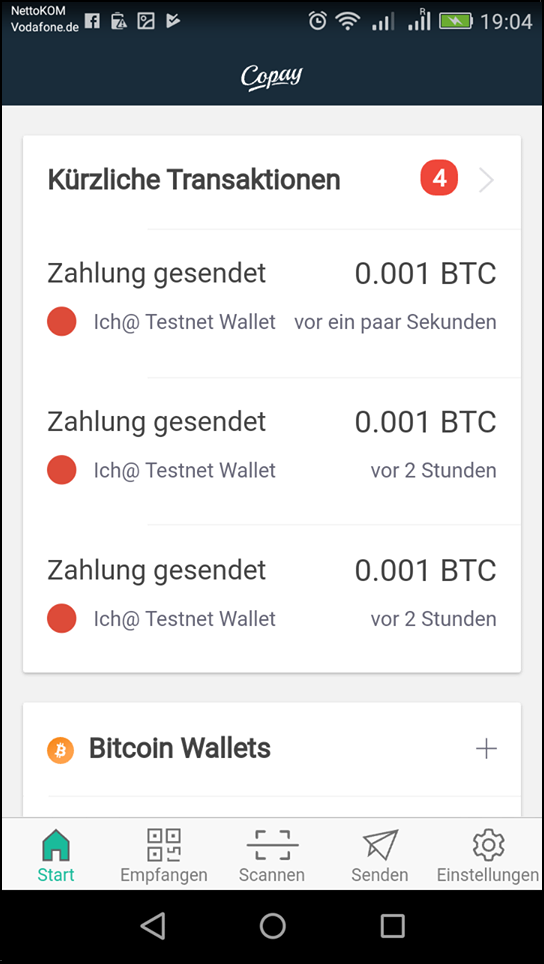 NettoKOM
Vodafone.de
R
19:04
Copay
Kürzliche Transaktionen 4
Zahlung gesendet 0.001 BTC
Ich@ Testnet Wallet vor ein paar Sekunden
Zahlung gesendet 0.001 BTC
Ich@ Testnet Wallet vor 2 Stunden
Zahlung gesendet 0.001 BTC
Ich@ Testnet Wallet vor 2 Stunden
Bitcoin Wallets
Start Empfangen Scannen Senden Einstellungen